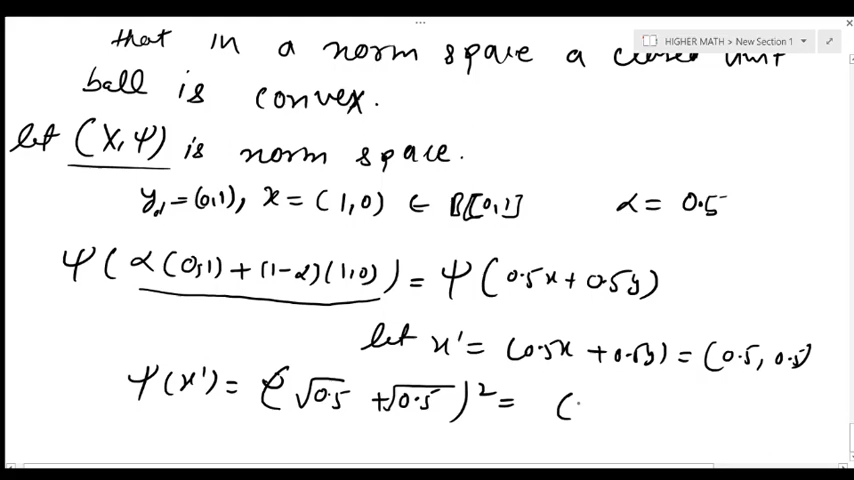 HIGHER MATH > New Section 1
that in a norm space a closed unit
ball is convex.
let (X, Ψ) is norm space.
y = (0,1), x = (1,0) ∈ B[0,1] α = 0.5
Ψ( α(0,1) + (1-α)(1,0) ) = Ψ(0.5x + 0.5y)
let x' = (0.5x + 0.5y) = (0.5, 0.5)
Ψ(x') = (√0.5 + √0.5)² = (